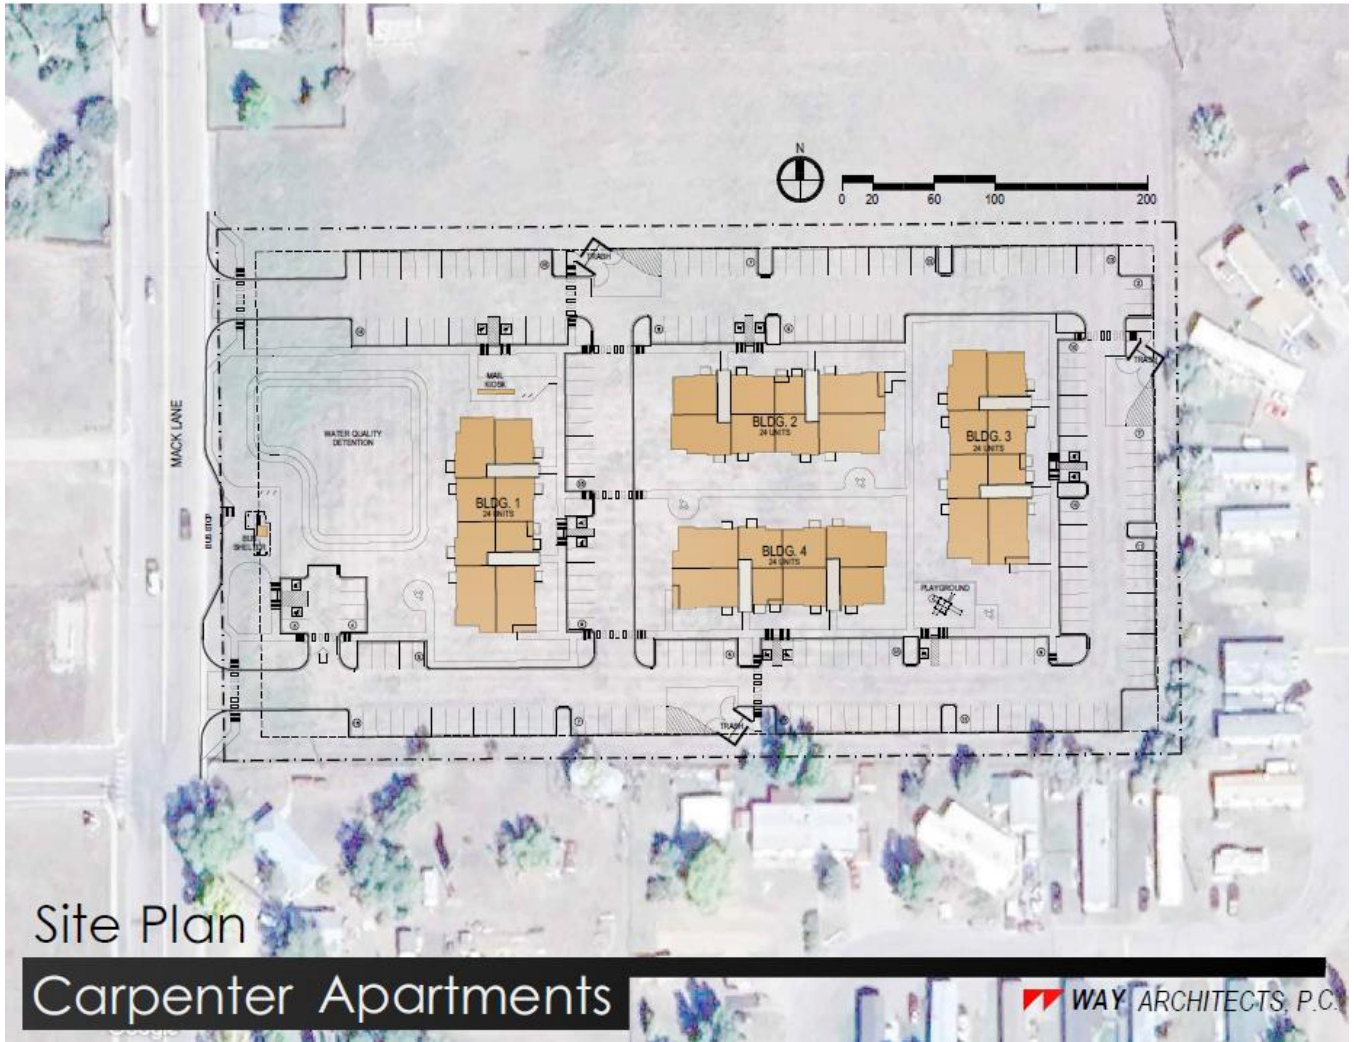 N
0 20 60 100 200
TRASH
TRASH
MAIL
KIOSK
WATER QUALITY
DETENTION
MACK LANE
BLDG. 1
24 UNITS
BLDG. 2
24 UNITS
BLDG. 3
24 UNITS
BLDG. 4
24 UNITS
BUS STOP
BUS
SHELTER
PLAYGROUND
TRASH
Site Plan
Carpenter Apartments
WAY ARCHITECTS, P.C.